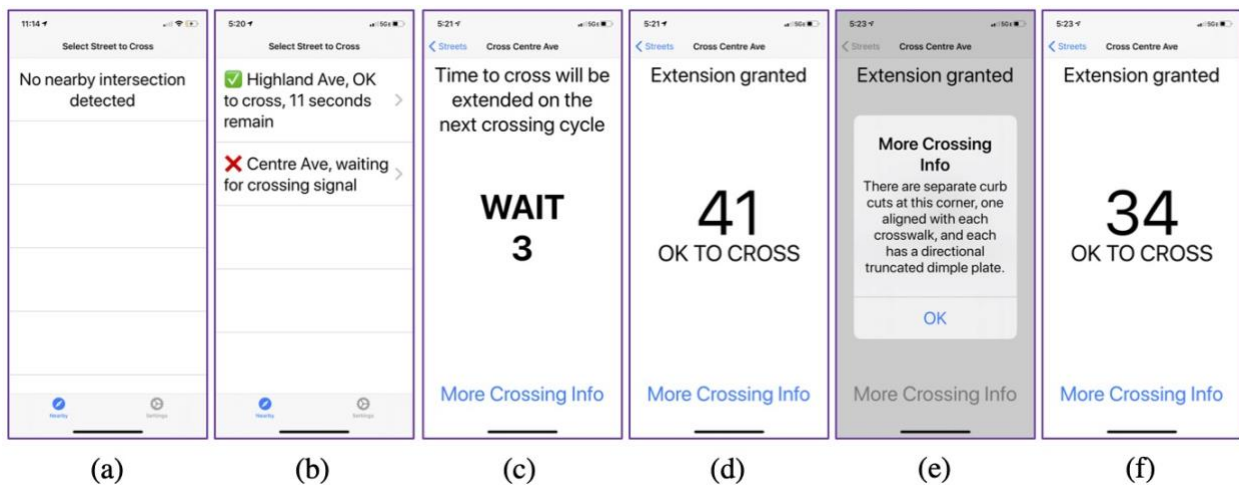 11:14
Select Street to Cross
No nearby intersection
detected
Nearby
Settings
(a)
5:20
5GE
Select Street to Cross
✅ Highland Ave, OK
to cross, 11 seconds
remain
❌ Centre Ave, waiting
for crossing signal
Nearby
Settings
(b)
5:21
5GE
Streets
Cross Centre Ave
Time to cross will be
extended on the
next crossing cycle
WAIT
3
More Crossing Info
(c)
5:21
5GE
Streets
Cross Centre Ave
Extension granted
41
OK TO CROSS
More Crossing Info
(d)
5:23
5GE
Streets
Cross Centre Ave
Extension granted
More Crossing
Info
There are separate curb
cuts at this corner, one
aligned with each
crosswalk, and each
has a directional
truncated dimple plate.
OK
More Crossing Info
(e)
5:23
5GE
Streets
Cross Centre Ave
Extension granted
34
OK TO CROSS
More Crossing Info
(f)